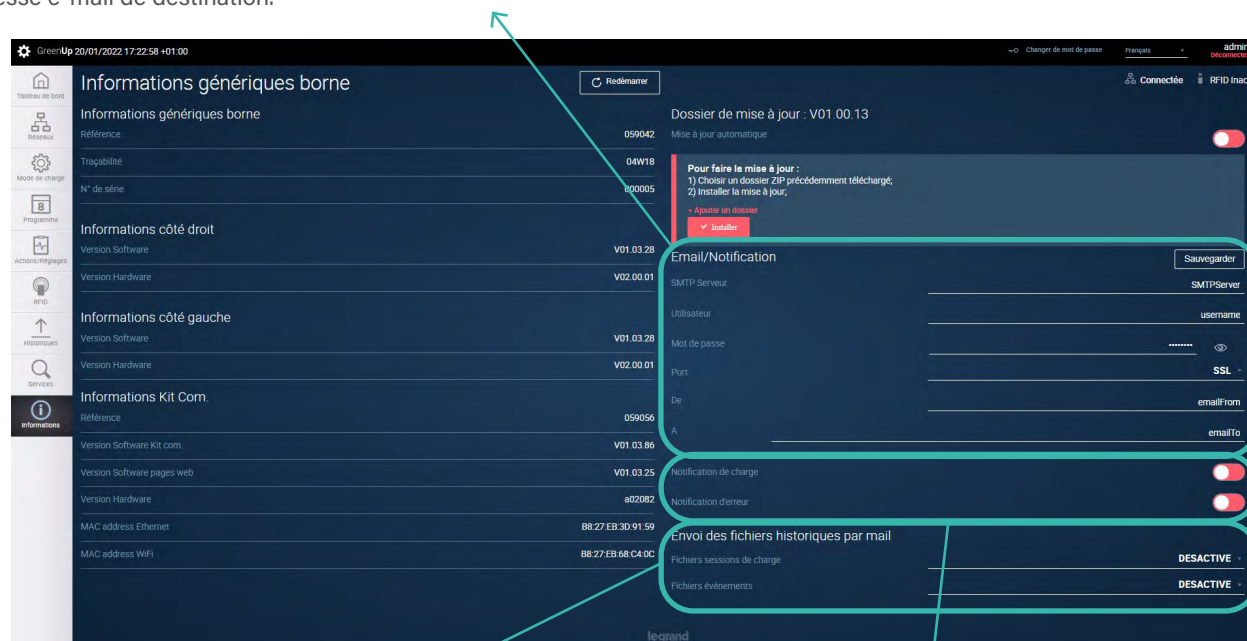 esse e-mail de destination.
GreenUp 20/01/2022 17:22:58 +01:00
Changer de mot de passe
Français
admin
Déconnecter
Tableau de bord
Réseaux
Mode de charge
8
Programme
Actions/Réglages
RFID
Historiques
Services
Informations
Informations génériques borne
Redémarrer
Connectée
RFID Inac
Informations génériques borne
Référence 059042
Traçabilité 04W18
N° de série 000005
Informations côté droit
Version Software V01.03.28
Version Hardware V02.00.01
Informations côté gauche
Version Software V01.03.28
Version Hardware V02.00.01
Informations Kit Com.
Référence 059056
Version Software Kit com. V01.03.86
Version Software pages web V01.03.25
Version Hardware a02082
MAC address Ethernet B8:27:EB:3D:91:59
MAC address WiFi B8:27:EB:68:C4:0C
Dossier de mise à jour : V01.00.13
Mise à jour automatique
Pour faire la mise à jour :
1) Choisir un dossier ZIP précédemment téléchargé;
2) Installer la mise à jour;
+ Ajouter un dossier
Installer
Email/Notification
Sauvegarder
SMTP Serveur SMTPServer
Utilisateur username
Mot de passe ••••••••
Port SSL
De emailFrom
A emailTo
Notification de charge
Notification d'erreur
Envoi des fichiers historiques par mail
Fichiers sessions de charge DESACTIVE
Fichiers évènements DESACTIVE
legrand